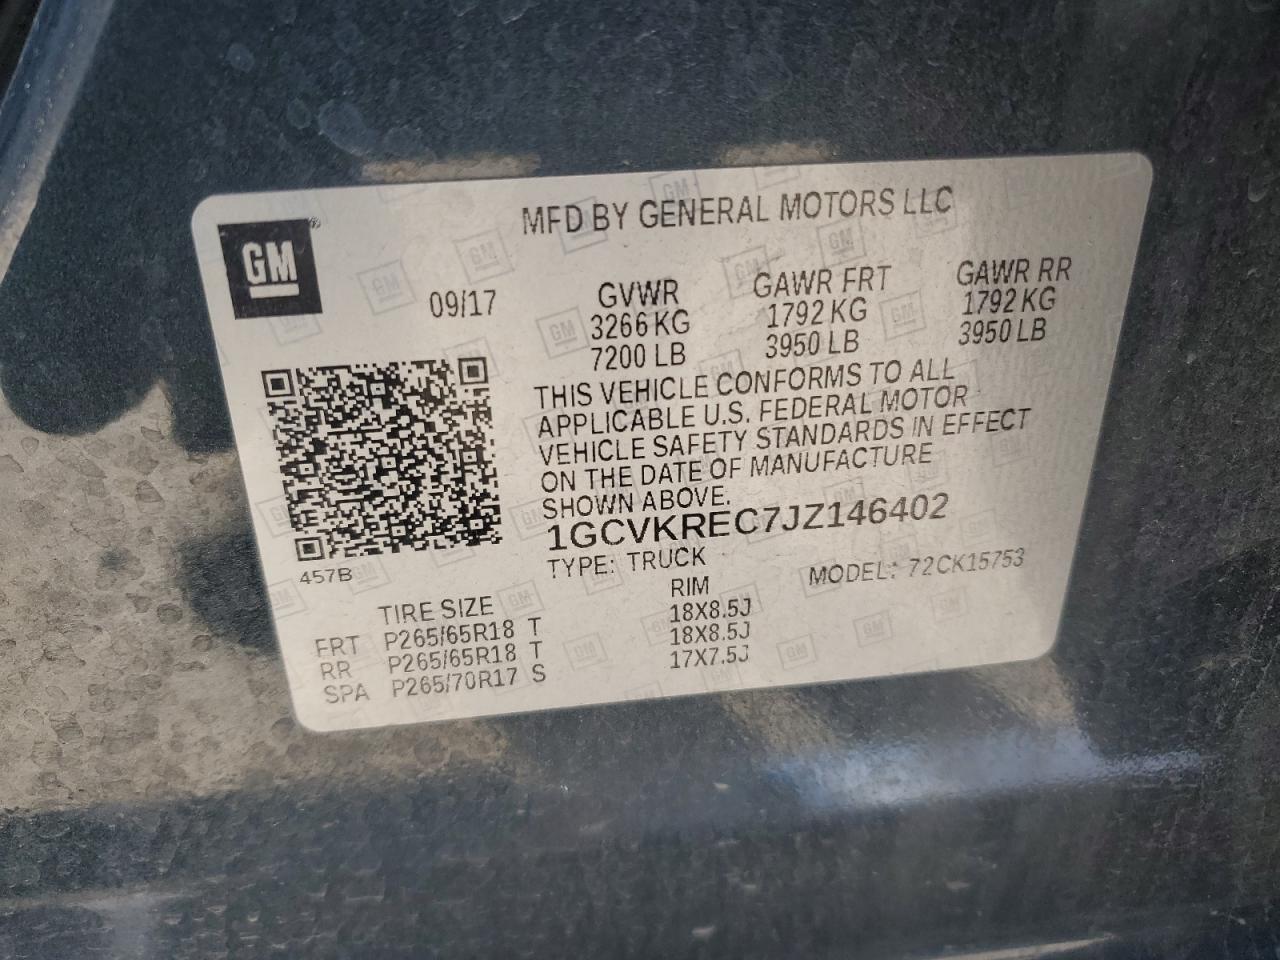 MFD BY GENERAL MOTORS LLC
GM®
09/17
GVWR GAWR FRT GAWR RR
3266 KG 1792 KG 1792 KG
7200 LB 3950 LB 3950 LB
THIS VEHICLE CONFORMS TO ALL
APPLICABLE U.S. FEDERAL MOTOR
VEHICLE SAFETY STANDARDS IN EFFECT
ON THE DATE OF MANUFACTURE
SHOWN ABOVE.
1GCVKREC7JZ146402
TYPE: TRUCK MODEL: 72CK15753
457B
TIRE SIZE RIM
FRT P265/65R18 T 18X8.5J
RR P265/65R18 T 18X8.5J
SPA P265/70R17 S 17X7.5J